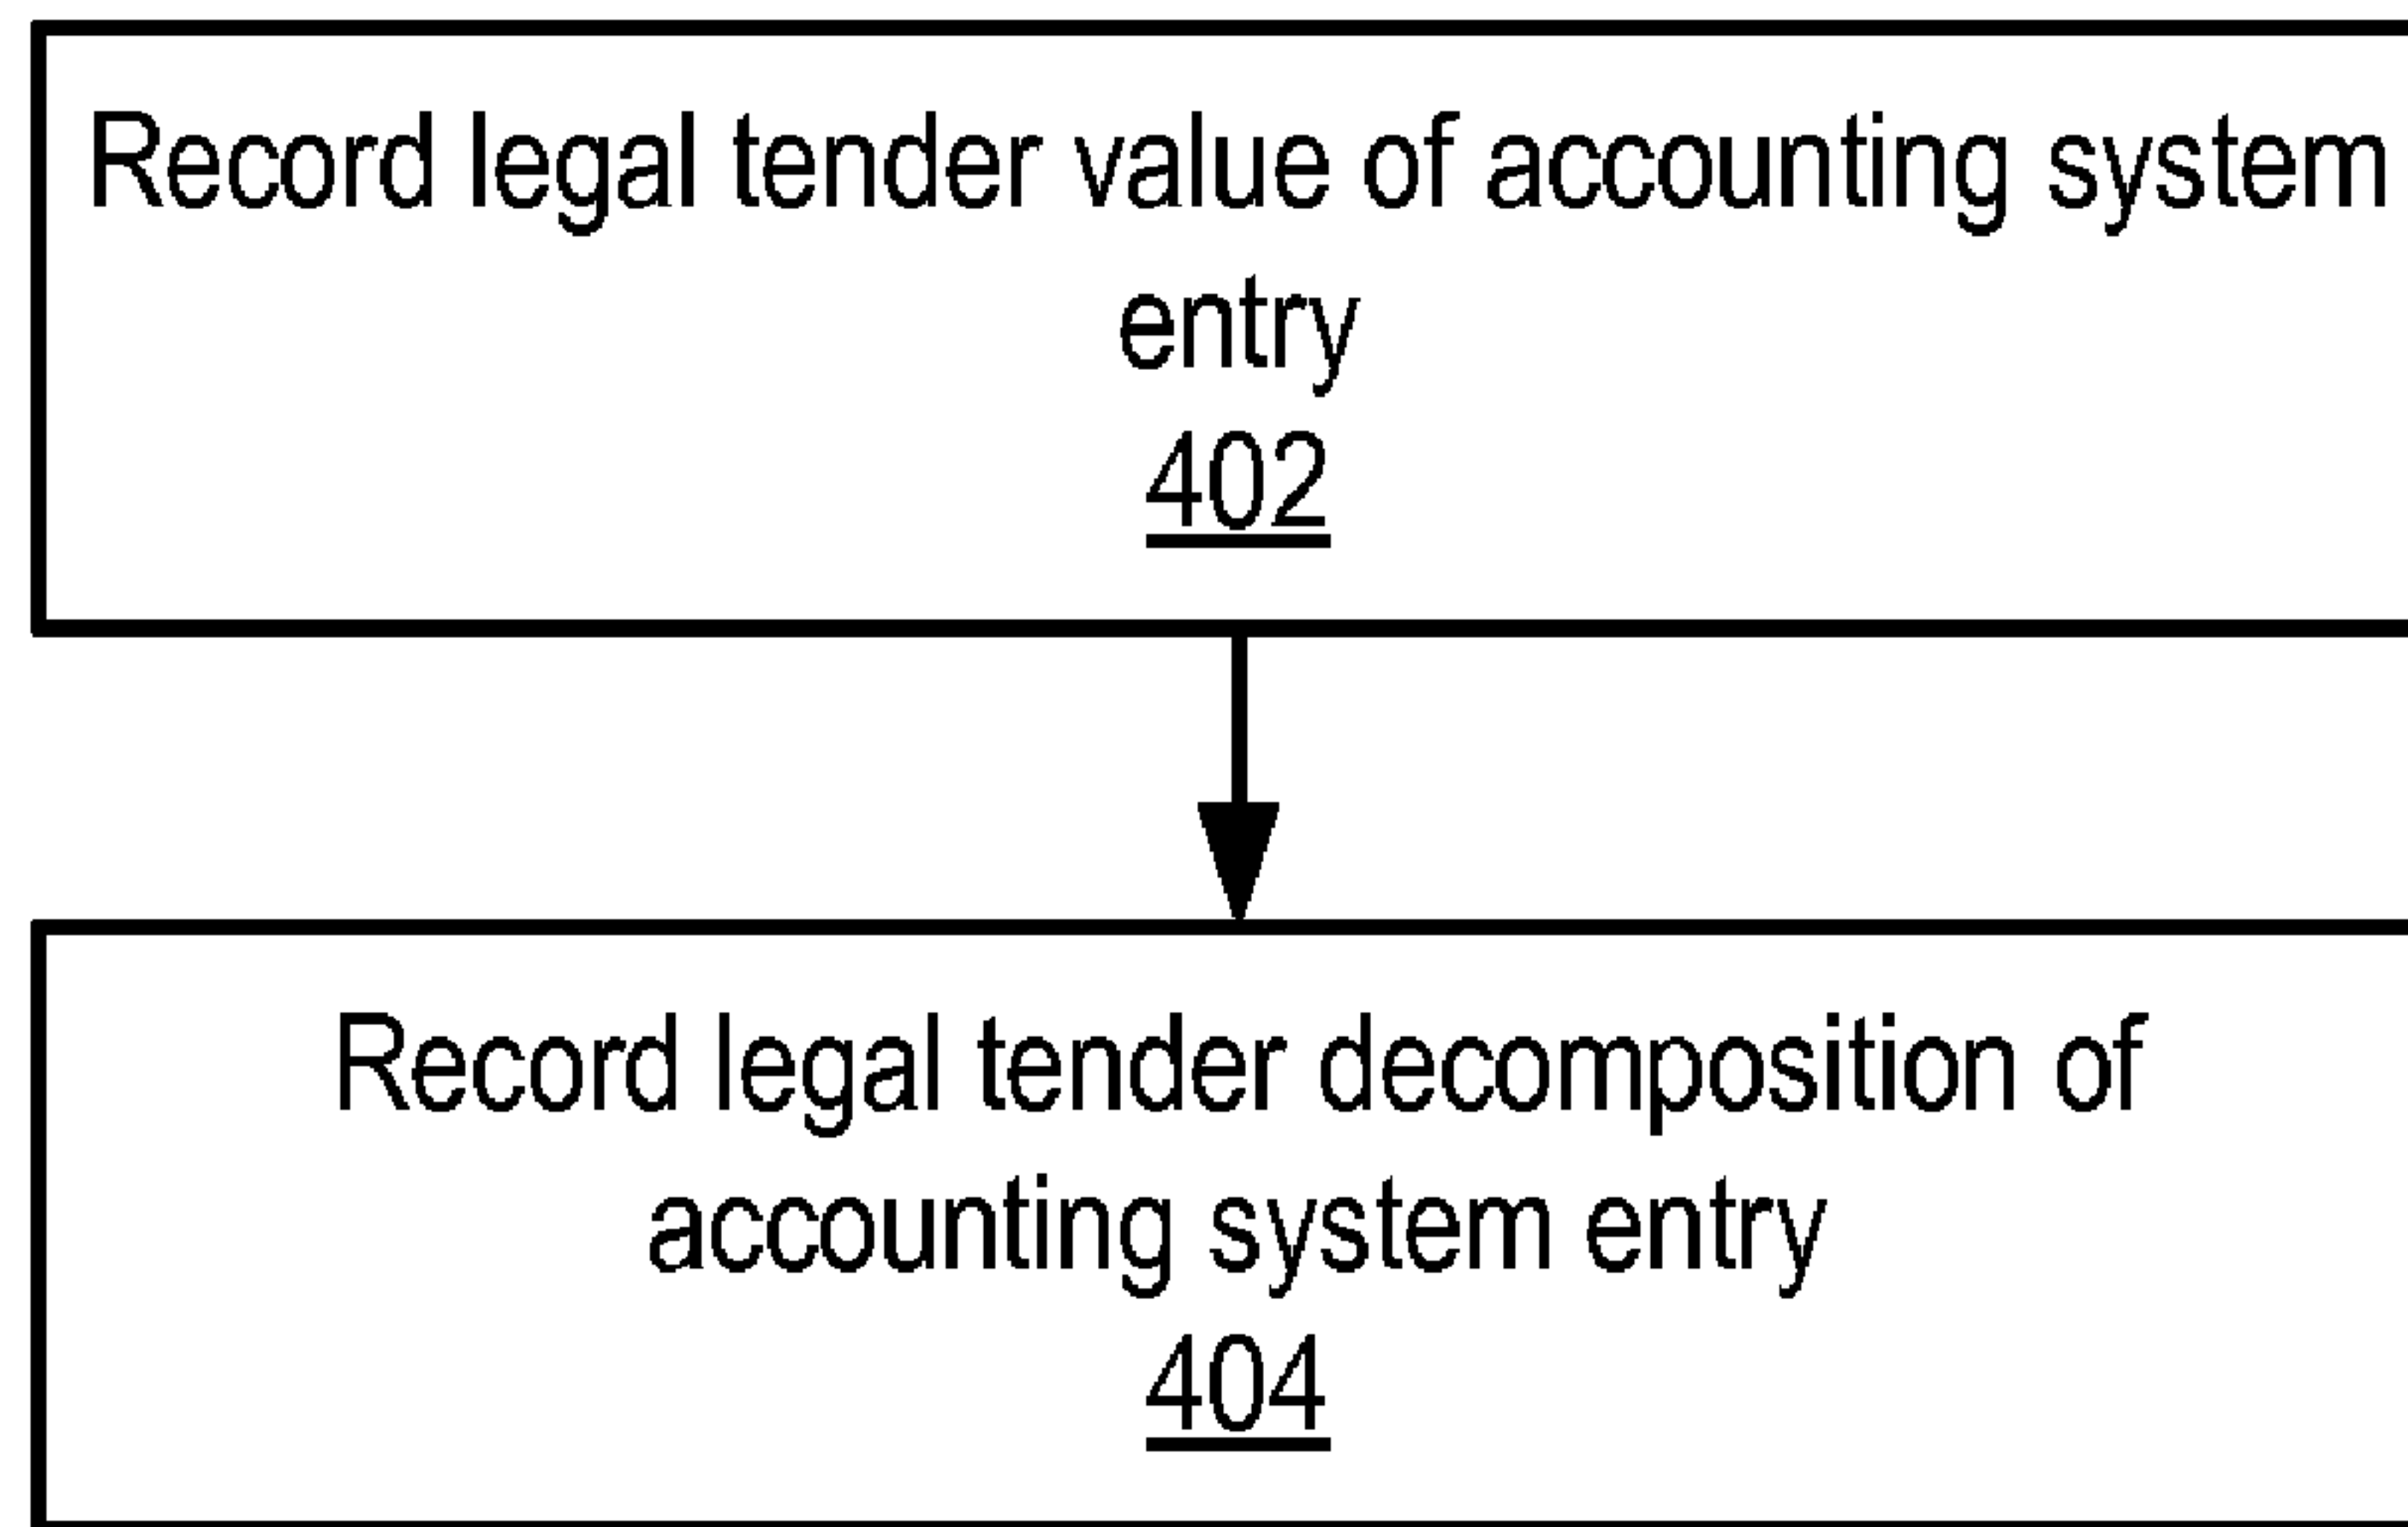 Record legal tender value of accounting system
entry
402
Record legal tender decomposition of
accounting system entry
404